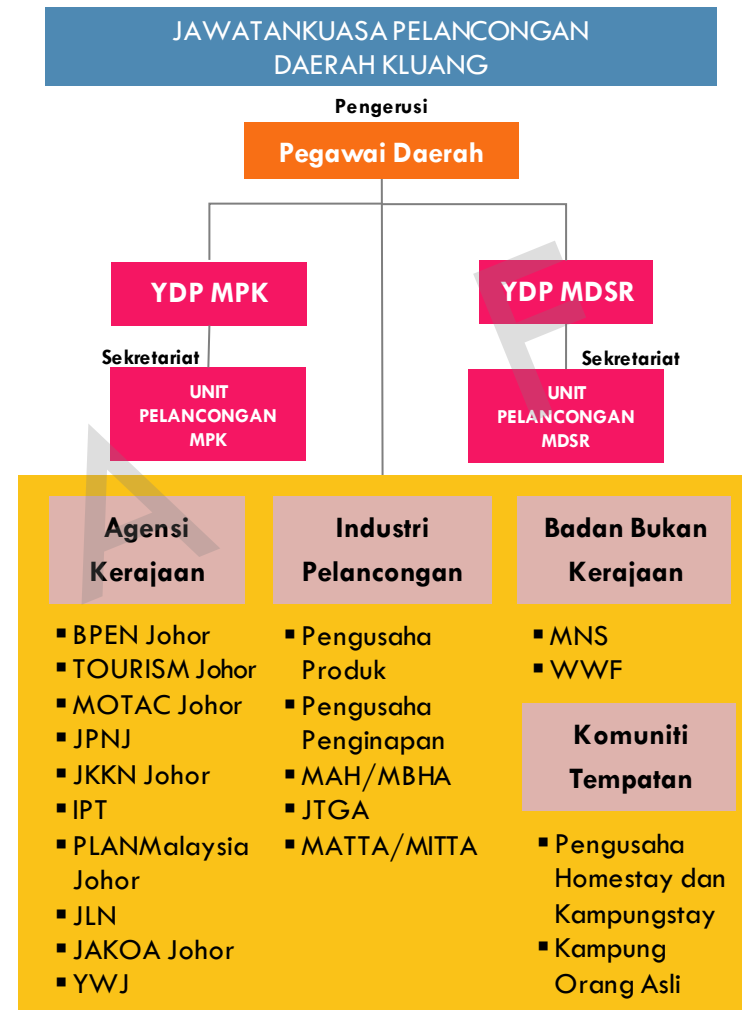 JAWATANKUASA PELANCONGAN
DAERAH KLUANG
Pengerusi
Pegawai Daerah
YDP MPK
YDP MDSR
Sekretariat
Sekretariat
UNIT
PELANCONGAN
MPK
UNIT
PELANCONGAN
MDSR
Agensi
Kerajaan
▪ BPEN Johor
▪ TOURISM Johor
▪ MOTAC Johor
▪ JPNJ
▪ JKKN Johor
▪ IPT
▪ PLANMalaysia
Johor
▪ JLN
▪ JAKOA Johor
▪ YWJ
Industri
Pelancongan
▪ Pengusaha
Produk
▪ Pengusaha
Penginapan
▪ MAH/MBHA
▪ JTGA
▪ MATTA/MITTA
Badan Bukan
Kerajaan
▪ MNS
▪ WWF
Komuniti
Tempatan
▪ Pengusaha
Homestay dan
Kampungstay
▪ Kampung
Orang Asli
A F